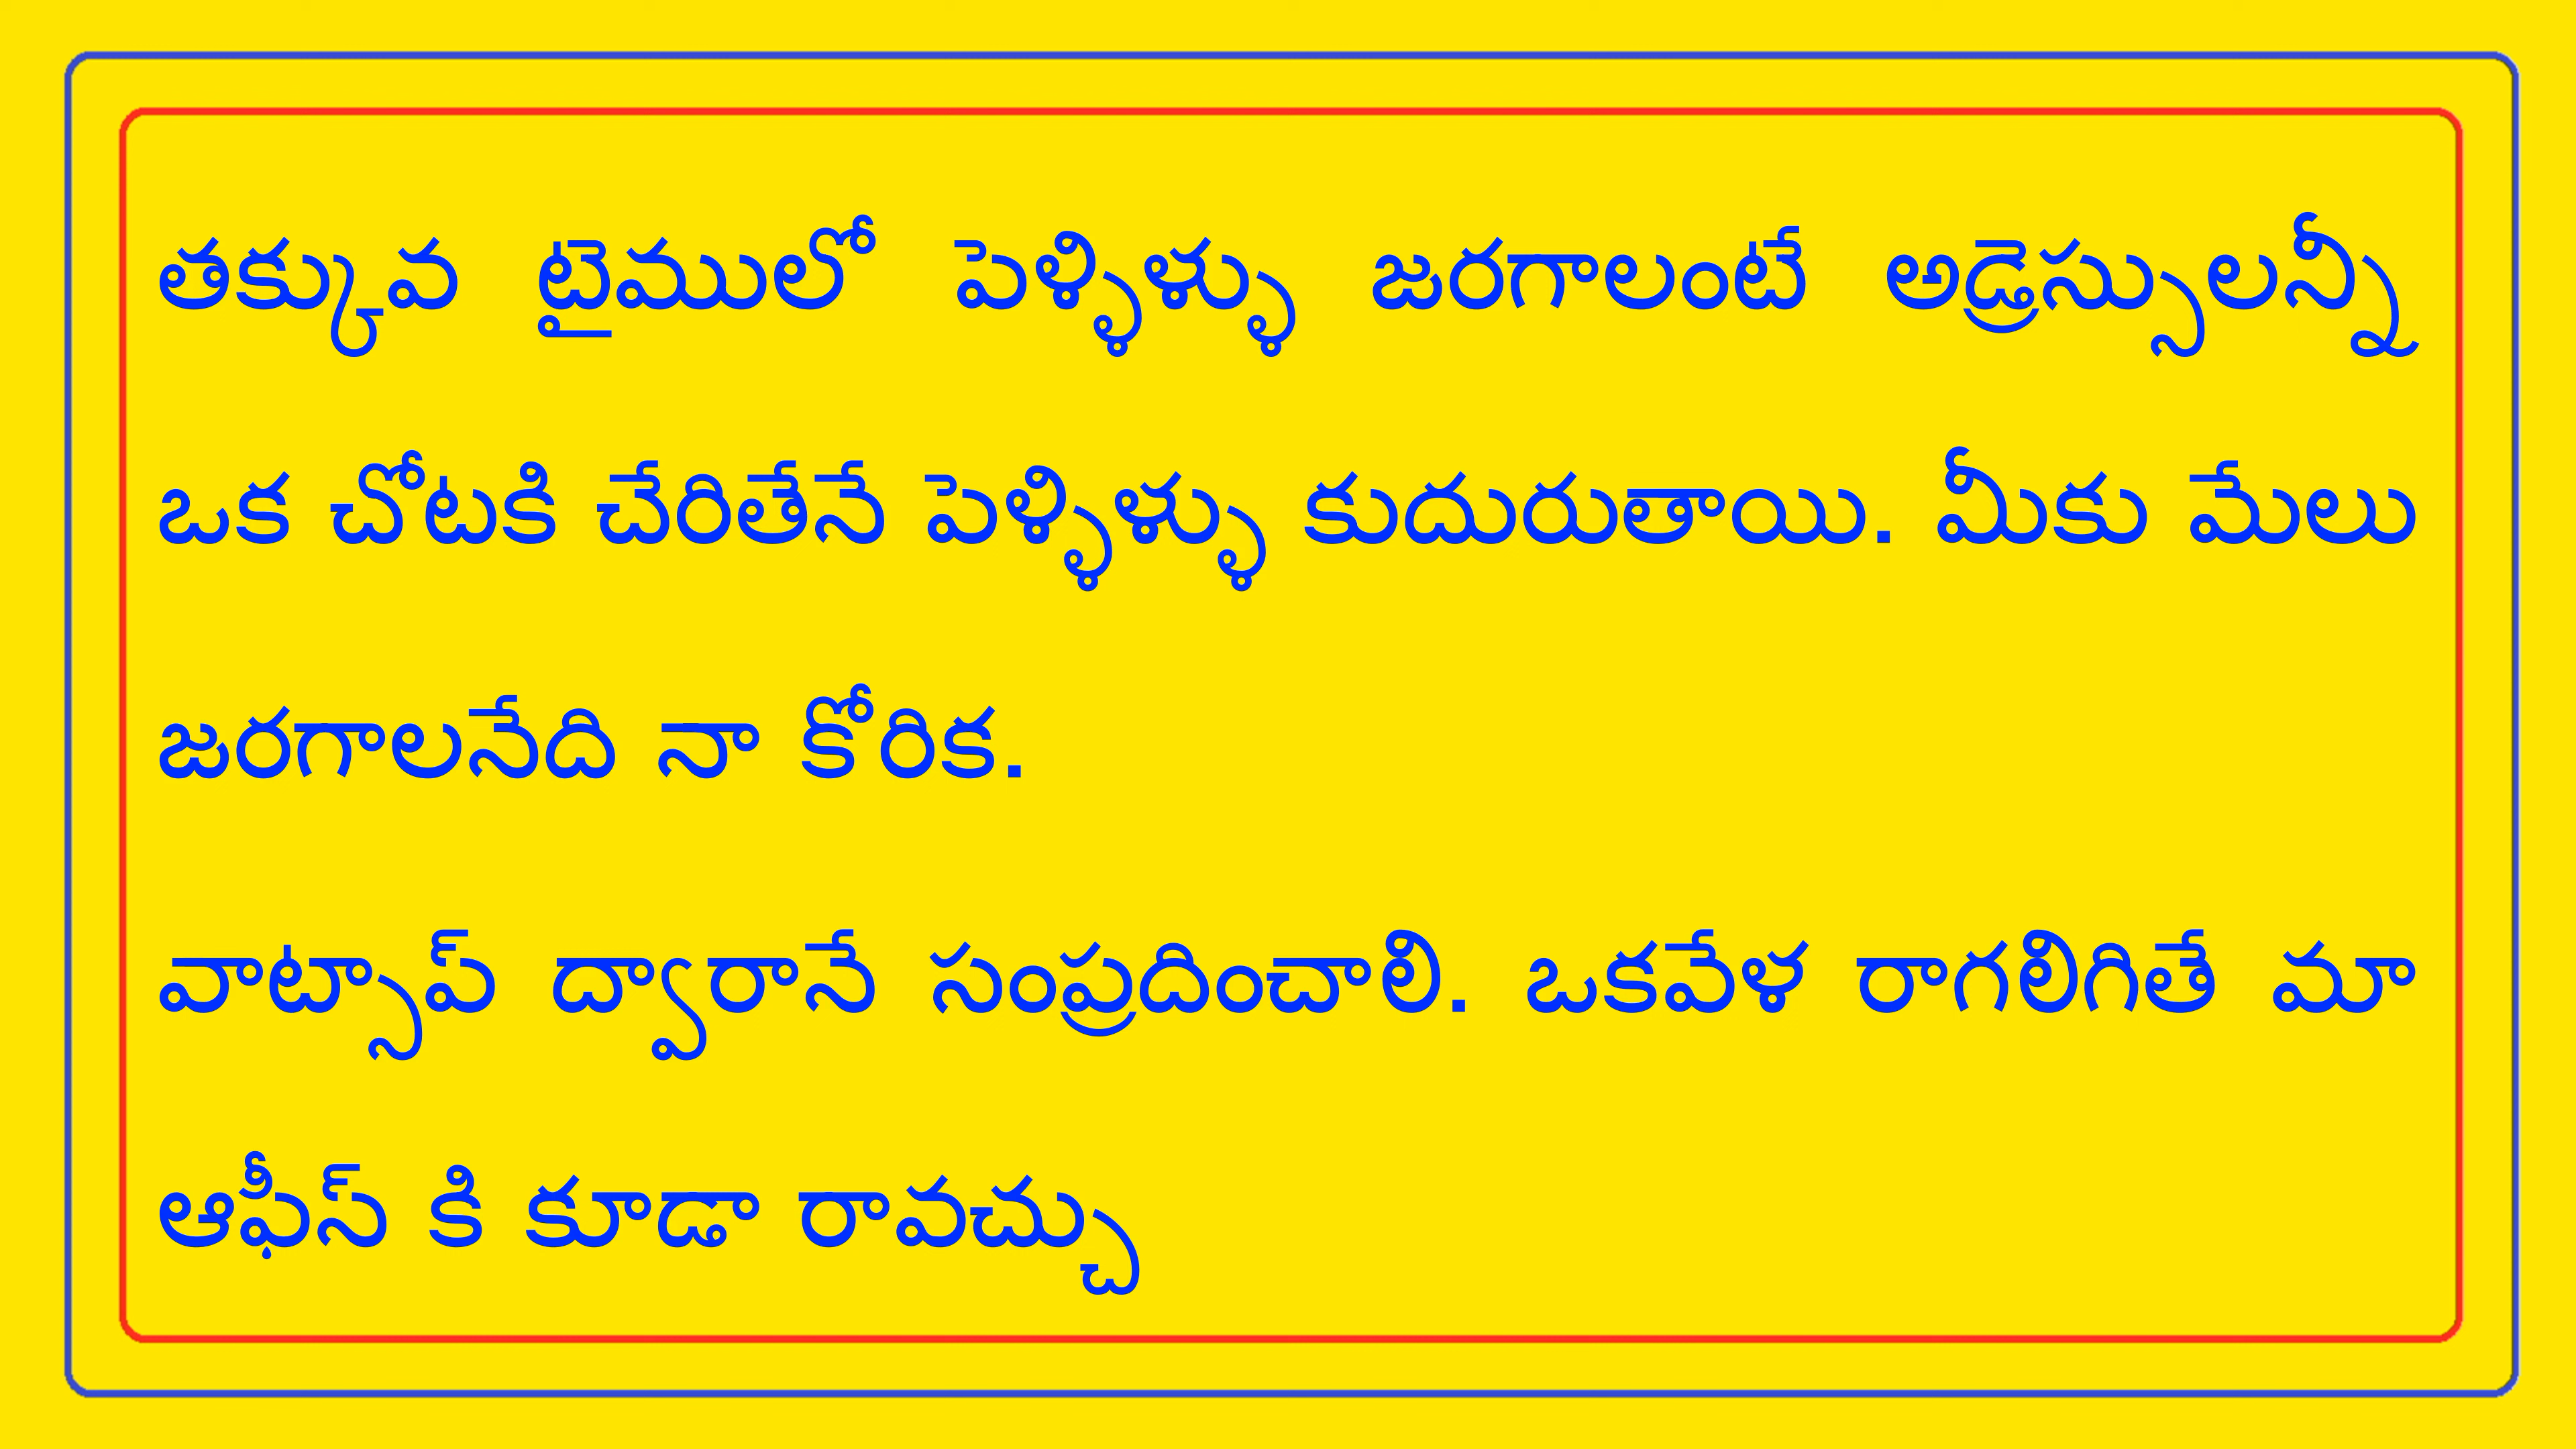 తక్కువ టైములో పెళ్ళిళ్ళు జరగాలంటే అడ్రెస్సులన్నీ
ఒక చోటకి చేరితేనే పెళ్ళిళ్ళు కుదురుతాయి. మీకు మేలు
జరగాలనేది నా కోరిక.
వాట్సాప్ ద్వారానే సంప్రదించాలి. ఒకవేళ రాగలిగితే మా
ఆఫీస్ కి కూడా రావచ్చు